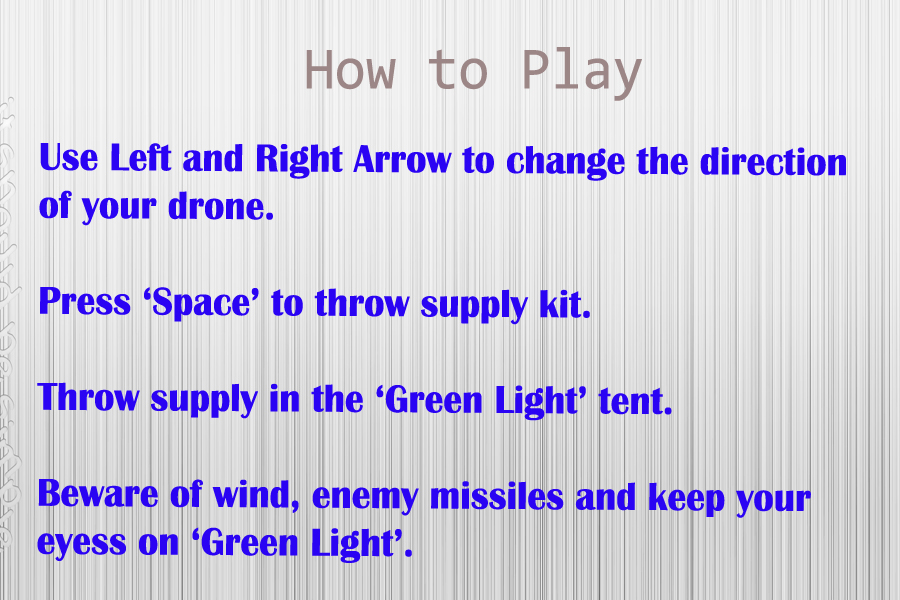 How to Play
Use Left and Right Arrow to change the direction
of your drone.
Press ‘Space’ to throw supply kit.
Throw supply in the ‘Green Light’ tent.
Beware of wind, enemy missiles and keep your
eyess on ‘Green Light’.